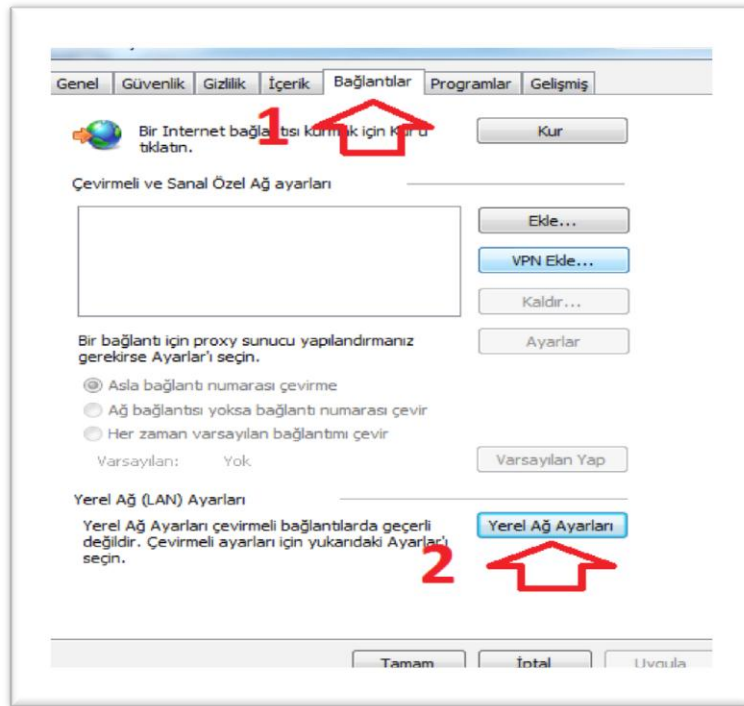 Genel Güvenlik Gizlilik İçerik Bağlantılar Programlar Gelişmiş
1
Bir Internet bağlantısı kurmak için Kur'u
tıklatın.
Kur
Çevirmeli ve Sanal Özel Ağ ayarları
Ekle...
VPN Ekle...
Kaldır...
Bir bağlantı için proxy sunucu yapılandırmanız
gerekirse Ayarlar'ı seçin.
Ayarlar
Asla bağlantı numarası çevirme
Ağ bağlantısı yoksa bağlantı numarası çevir
Her zaman varsayılan bağlantımı çevir
Varsayılan: Yok
Varsayılan Yap
Yerel Ağ (LAN) Ayarları
Yerel Ağ Ayarları çevirmeli bağlantılarda geçerli
değildir. Çevirmeli ayarları için yukarıdaki Ayarlar'ı
seçin.
Yerel Ağ Ayarları
2
Tamam İptal Uygula